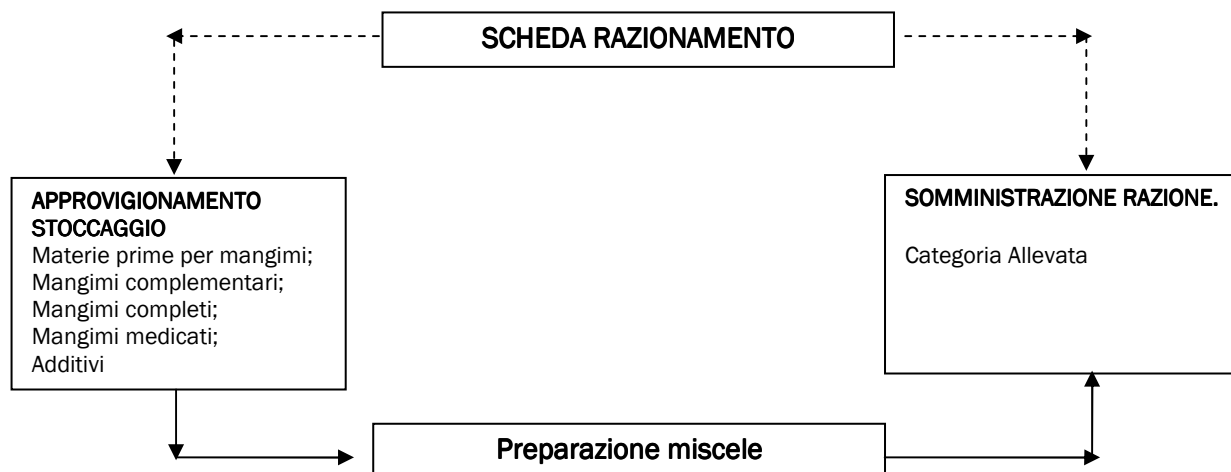 SCHEDA RAZIONAMENTO
APPROVIGIONAMENTO
STOCCAGGIO
Materie prime per mangimi;
Mangimi complementari;
Mangimi completi;
Mangimi medicati;
Additivi
SOMMINISTRAZIONE RAZIONE.
Categoria Allevata
Preparazione miscele